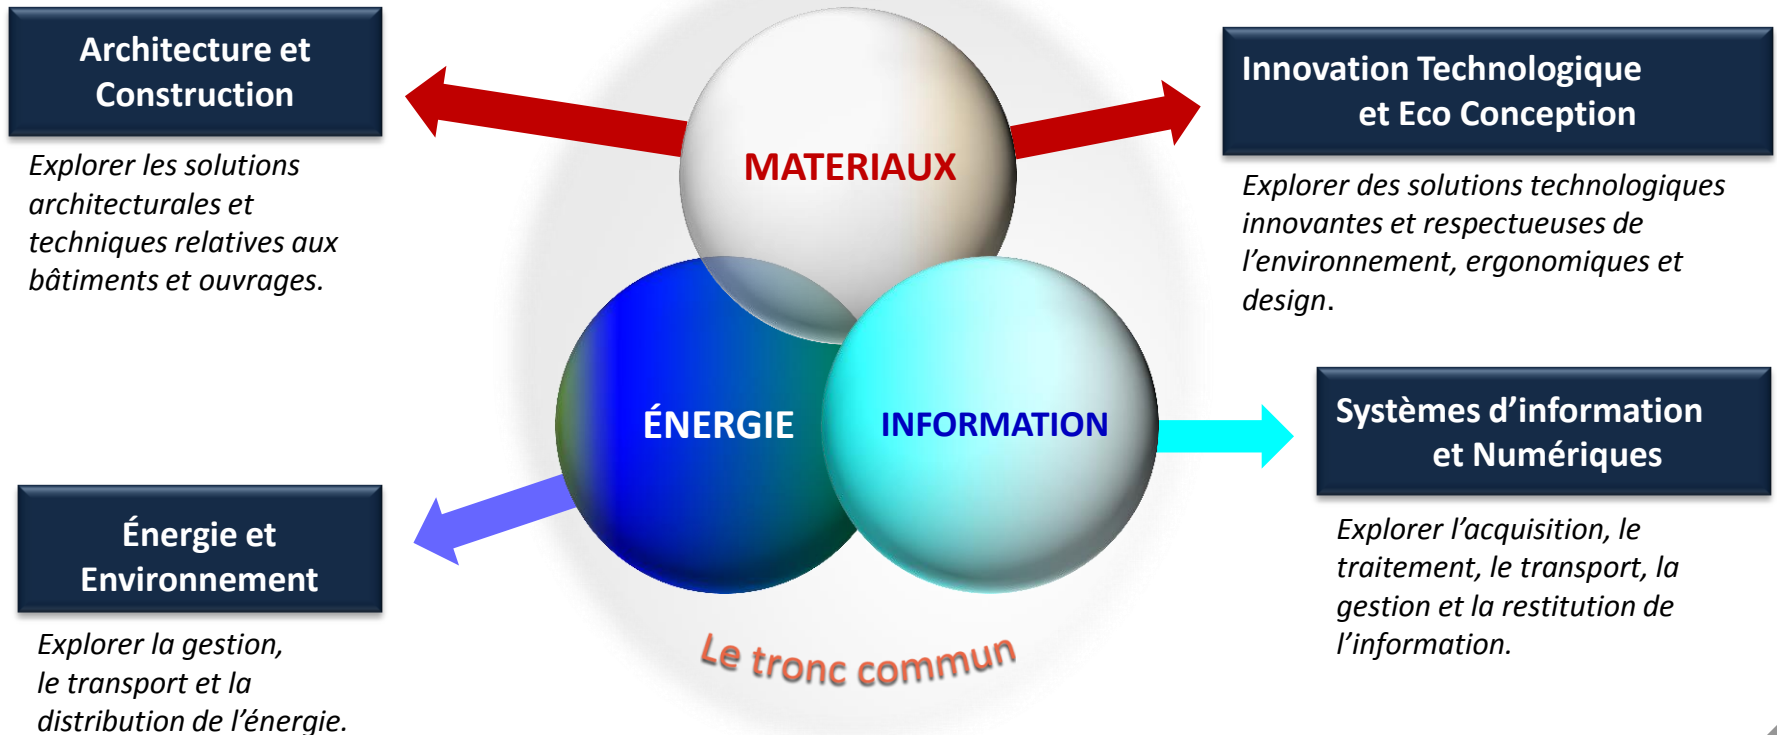 Architecture et
Construction
Explorer les solutions
architecturales et
techniques relatives aux
bâtiments et ouvrages.
Énergie et
Environnement
Explorer la gestion,
le transport et la
distribution de l’énergie.
MATERIAUX
ÉNERGIE
INFORMATION
Le tronc commun
Innovation Technologique
et Eco Conception
Explorer des solutions technologiques
innovantes et respectueuses de
l’environnement, ergonomiques et
design.
Systèmes d’information
et Numériques
Explorer l’acquisition, le
traitement, le transport, la
gestion et la restitution de
l’information.